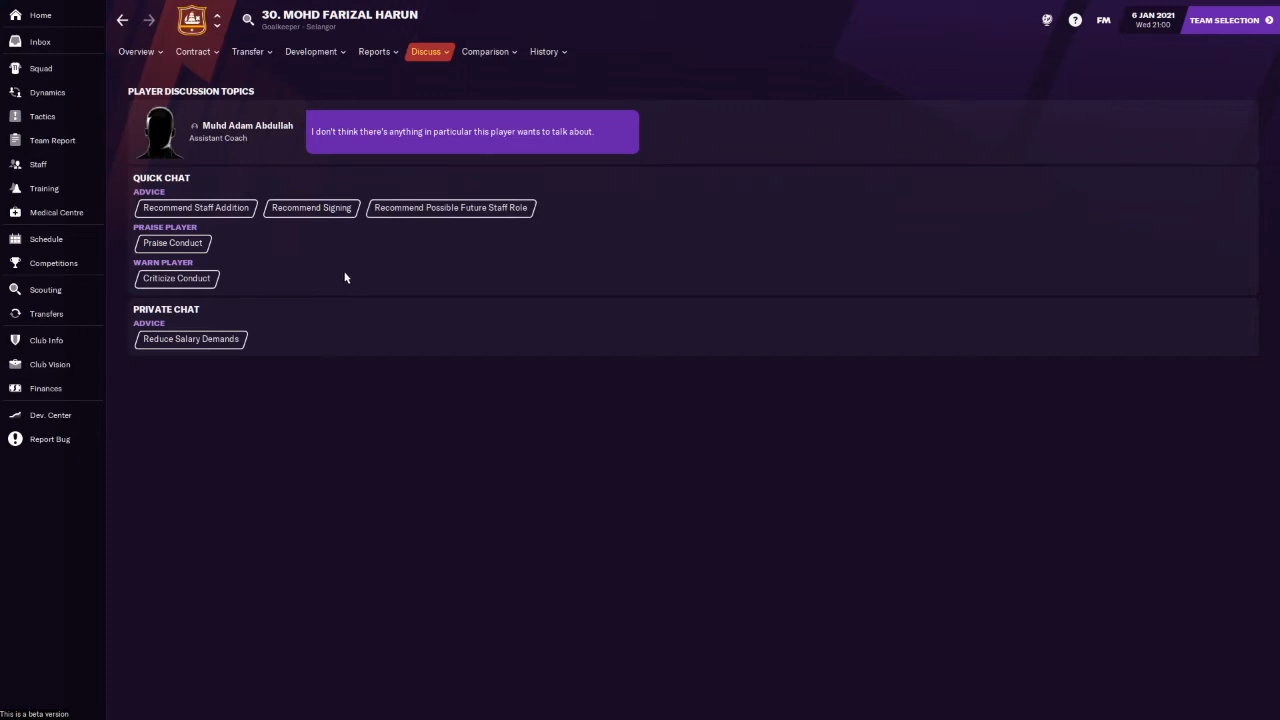 30. MOHD FARIZAL HARUN
Goalkeeper - Selangor
FM
6 JAN 2021
Wed 21:00
TEAM SELECTION
Overview
Contract
Transfer
Development
Reports
Discuss
Comparison
History
Home
Inbox
Squad
Dynamics
Tactics
Team Report
Staff
Training
Medical Centre
Schedule
Competitions
Scouting
Transfers
Club Info
Club Vision
Finances
Dev. Center
Report Bug
PLAYER DISCUSSION TOPICS
Muhd Adam Abdullah
Assistant Coach
I don't think there's anything in particular this player wants to talk about.
QUICK CHAT
ADVICE
Recommend Staff Addition
Recommend Signing
Recommend Possible Future Staff Role
PRAISE PLAYER
Praise Conduct
WARN PLAYER
Criticize Conduct
PRIVATE CHAT
ADVICE
Reduce Salary Demands
This is a beta version